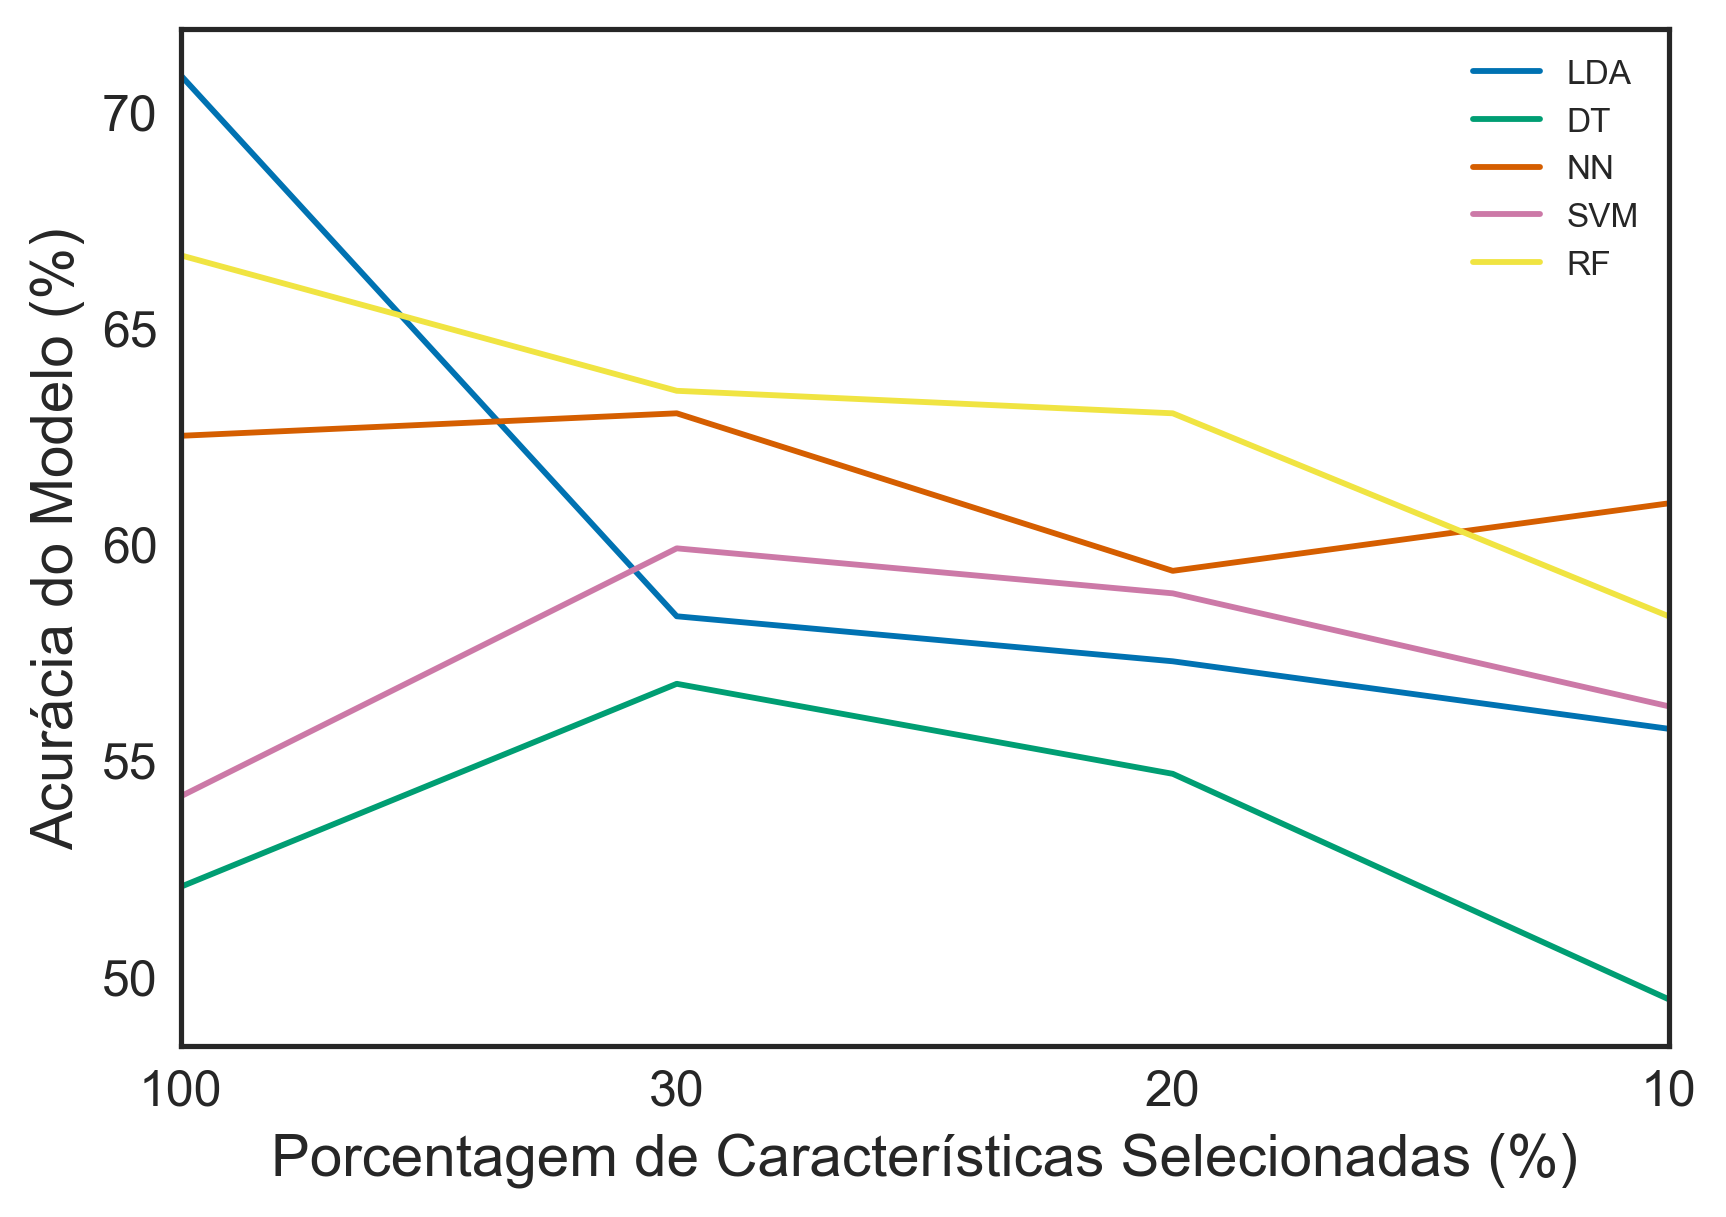 Acurácia do Modelo (%)
70
65
60
55
50
LDA
DT
NN
SVM
RF
100 30 20 10
Porcentagem de Características Selecionadas (%)